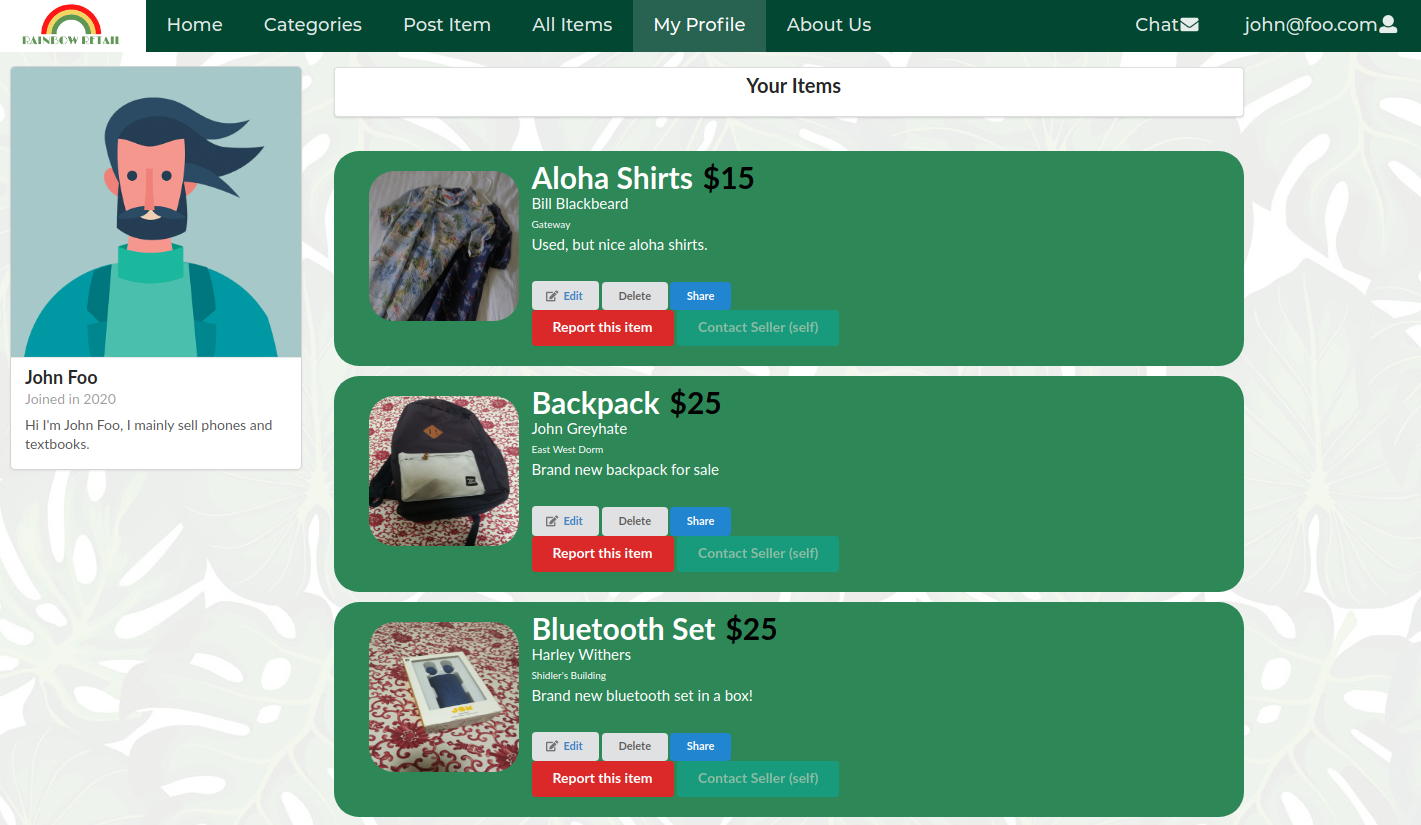 RAINBOW RETAIL
Home Categories Post Item All Items My Profile About Us Chat john@foo.com
John Foo
Joined in 2020
Hi I'm John Foo, I mainly sell phones and
textbooks.
Your Items
Aloha Shirts $15
Bill Blackbeard
Gateway
Used, but nice aloha shirts.
Edit Delete Share
Report this item Contact Seller (self)
Backpack $25
John Greyhate
East West Dorm
Brand new backpack for sale
Edit Delete Share
Report this item Contact Seller (self)
Bluetooth Set $25
Harley Withers
Shidler's Building
Brand new bluetooth set in a box!
Edit Delete Share
Report this item Contact Seller (self)